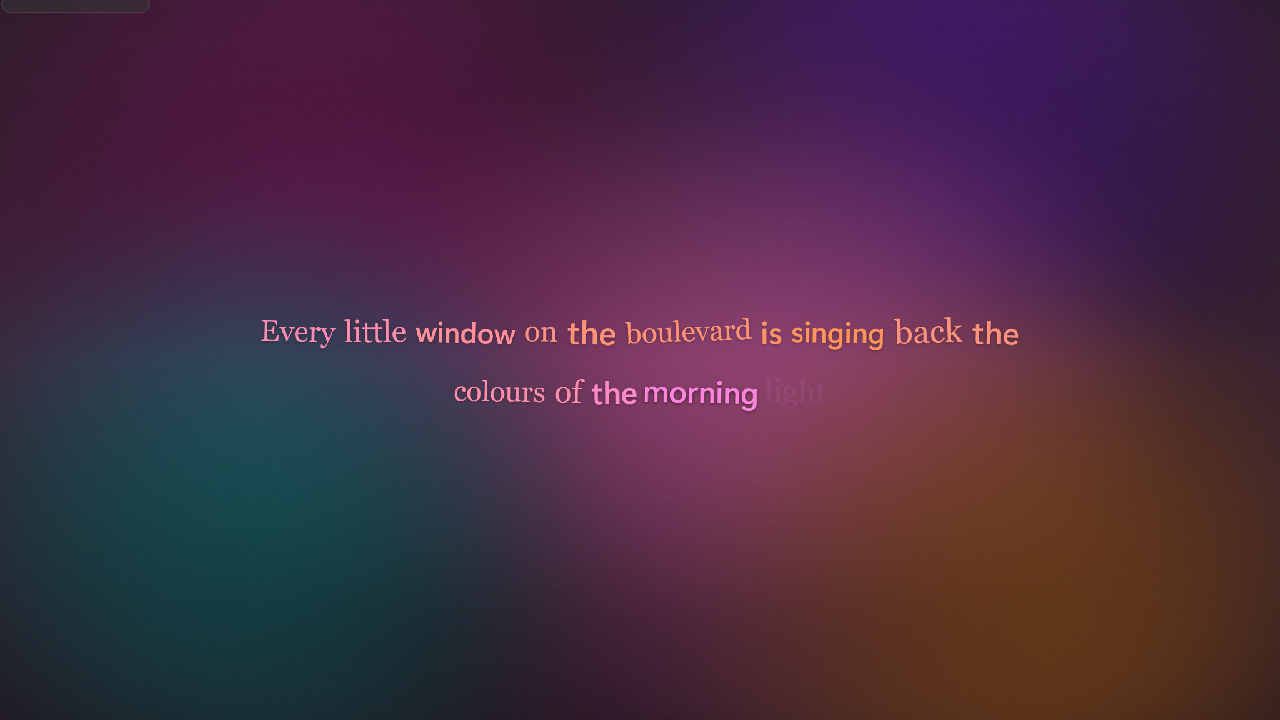 Every little window on the boulevard is singing back the
colours of the morning light